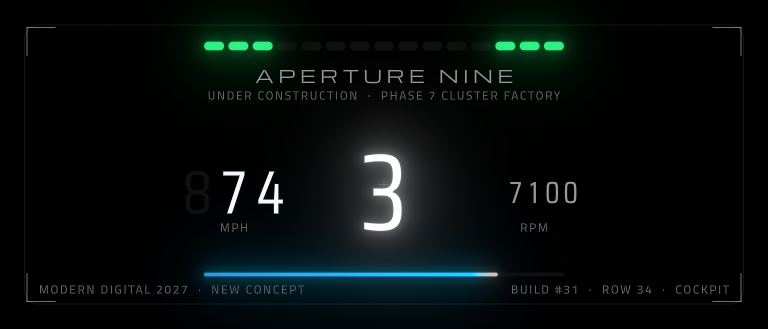 APERTURE NINE
UNDER CONSTRUCTION · PHASE 7 CLUSTER FACTORY
74 3 7100
MPH RPM
MODERN DIGITAL 2027 · NEW CONCEPT BUILD #31 · ROW 34 · COCKPIT